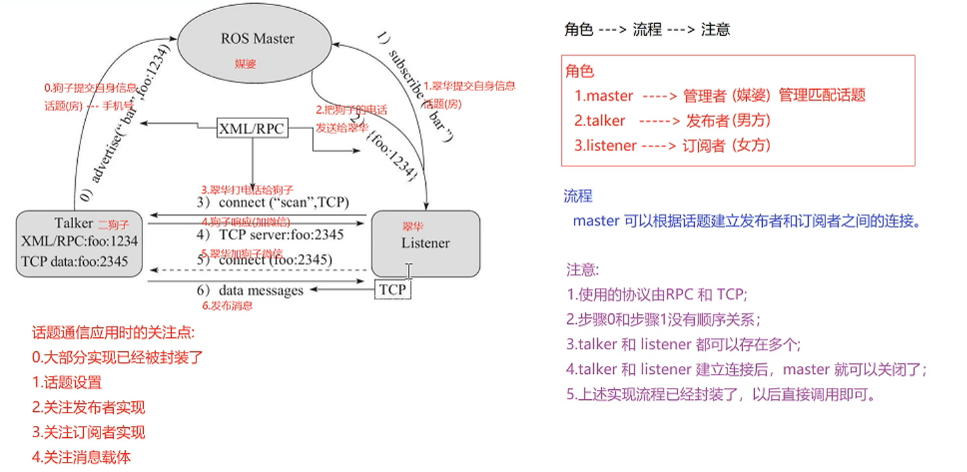 ROS Master
媒婆
0.狗子提交自身信息
话题(房) --- 手机号
0）advertise(“bar”,foo:1234)
1）subscribe (“bar”)
1.翠华提交自身信息
话题(房)
2.把狗子的电话
发送给翠华
2）{foo:1234}
XML/RPC
3.翠华打电话给狗子
3）connect (“scan”,TCP)
4.狗子响应(加微信)
4）TCP server:foo:2345
5.翠华加狗子微信
5）connect (foo:2345)
6）data messages
6.发布消息
TCP
Talker 二狗子
XML/RPC:foo:1234
TCP data:foo:2345
翠华
Listener
话题通信应用时的关注点:
0.大部分实现已经被封装了
1.话题设置
2.关注发布者实现
3.关注订阅者实现
4.关注消息载体
角色 ---> 流程 ---> 注意
角色
1.master ----> 管理者 (媒婆) 管理匹配话题
2.talker -----> 发布者 (男方)
3.listener ----> 订阅者 (女方)
流程
master 可以根据话题建立发布者和订阅者之间的连接。
注意:
1.使用的协议由RPC 和 TCP;
2.步骤0和步骤1没有顺序关系；
3.talker 和 listener 都可以存在多个;
4.talker 和 listener 建立连接后，master 就可以关闭了；
5.上述实现流程已经封装了，以后直接调用即可。